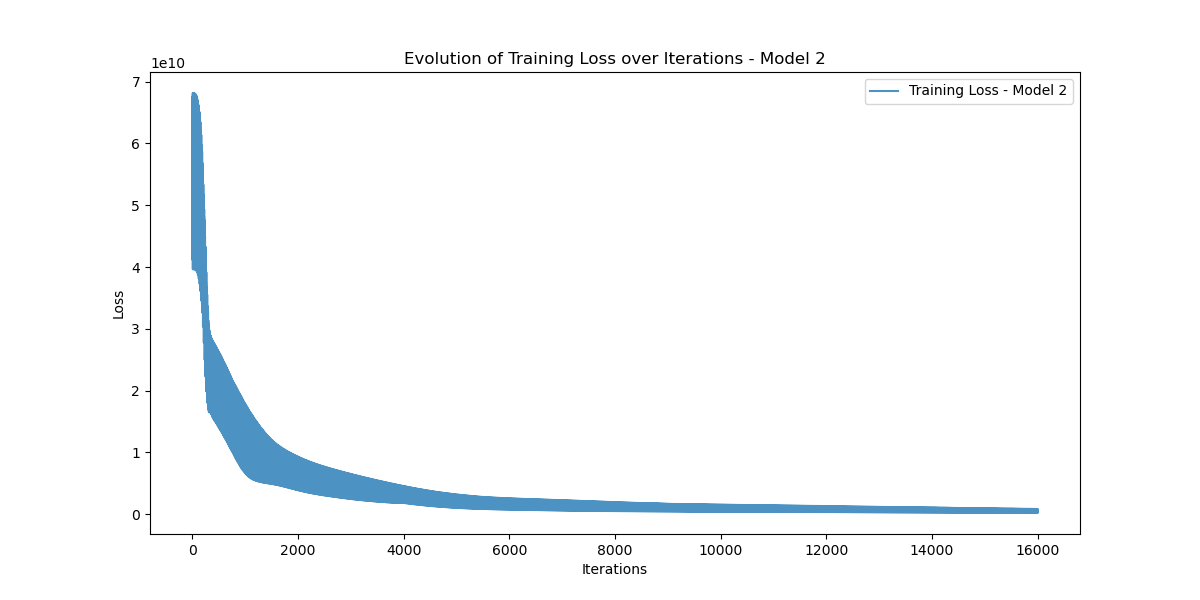 Evolution of Training Loss over Iterations - Model 2
1e10
Training Loss - Model 2
7
6
5
4
3
2
1
0
Loss
0 2000 4000 6000 8000 10000 12000 14000 16000
Iterations